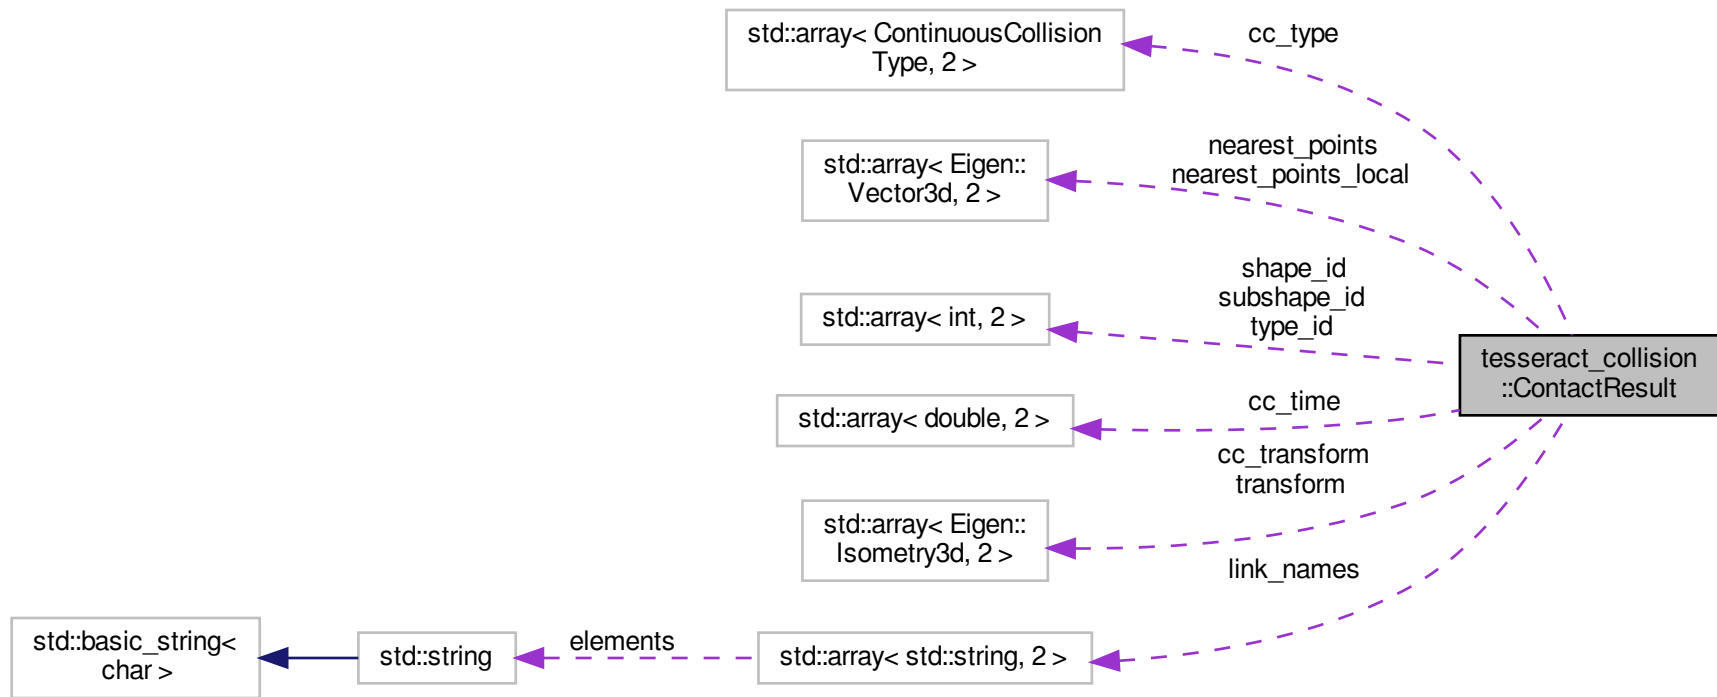 std::array< ContinuousCollision
Type, 2 >
cc_type
std::array< Eigen::
Vector3d, 2 >
nearest_points
nearest_points_local
std::array< int, 2 >
shape_id
subshape_id
type_id
tesseract_collision
::ContactResult
std::array< double, 2 >
cc_time
std::array< Eigen::
Isometry3d, 2 >
cc_transform
transform
link_names
std::basic_string<
char >
std::string
elements
std::array< std::string, 2 >